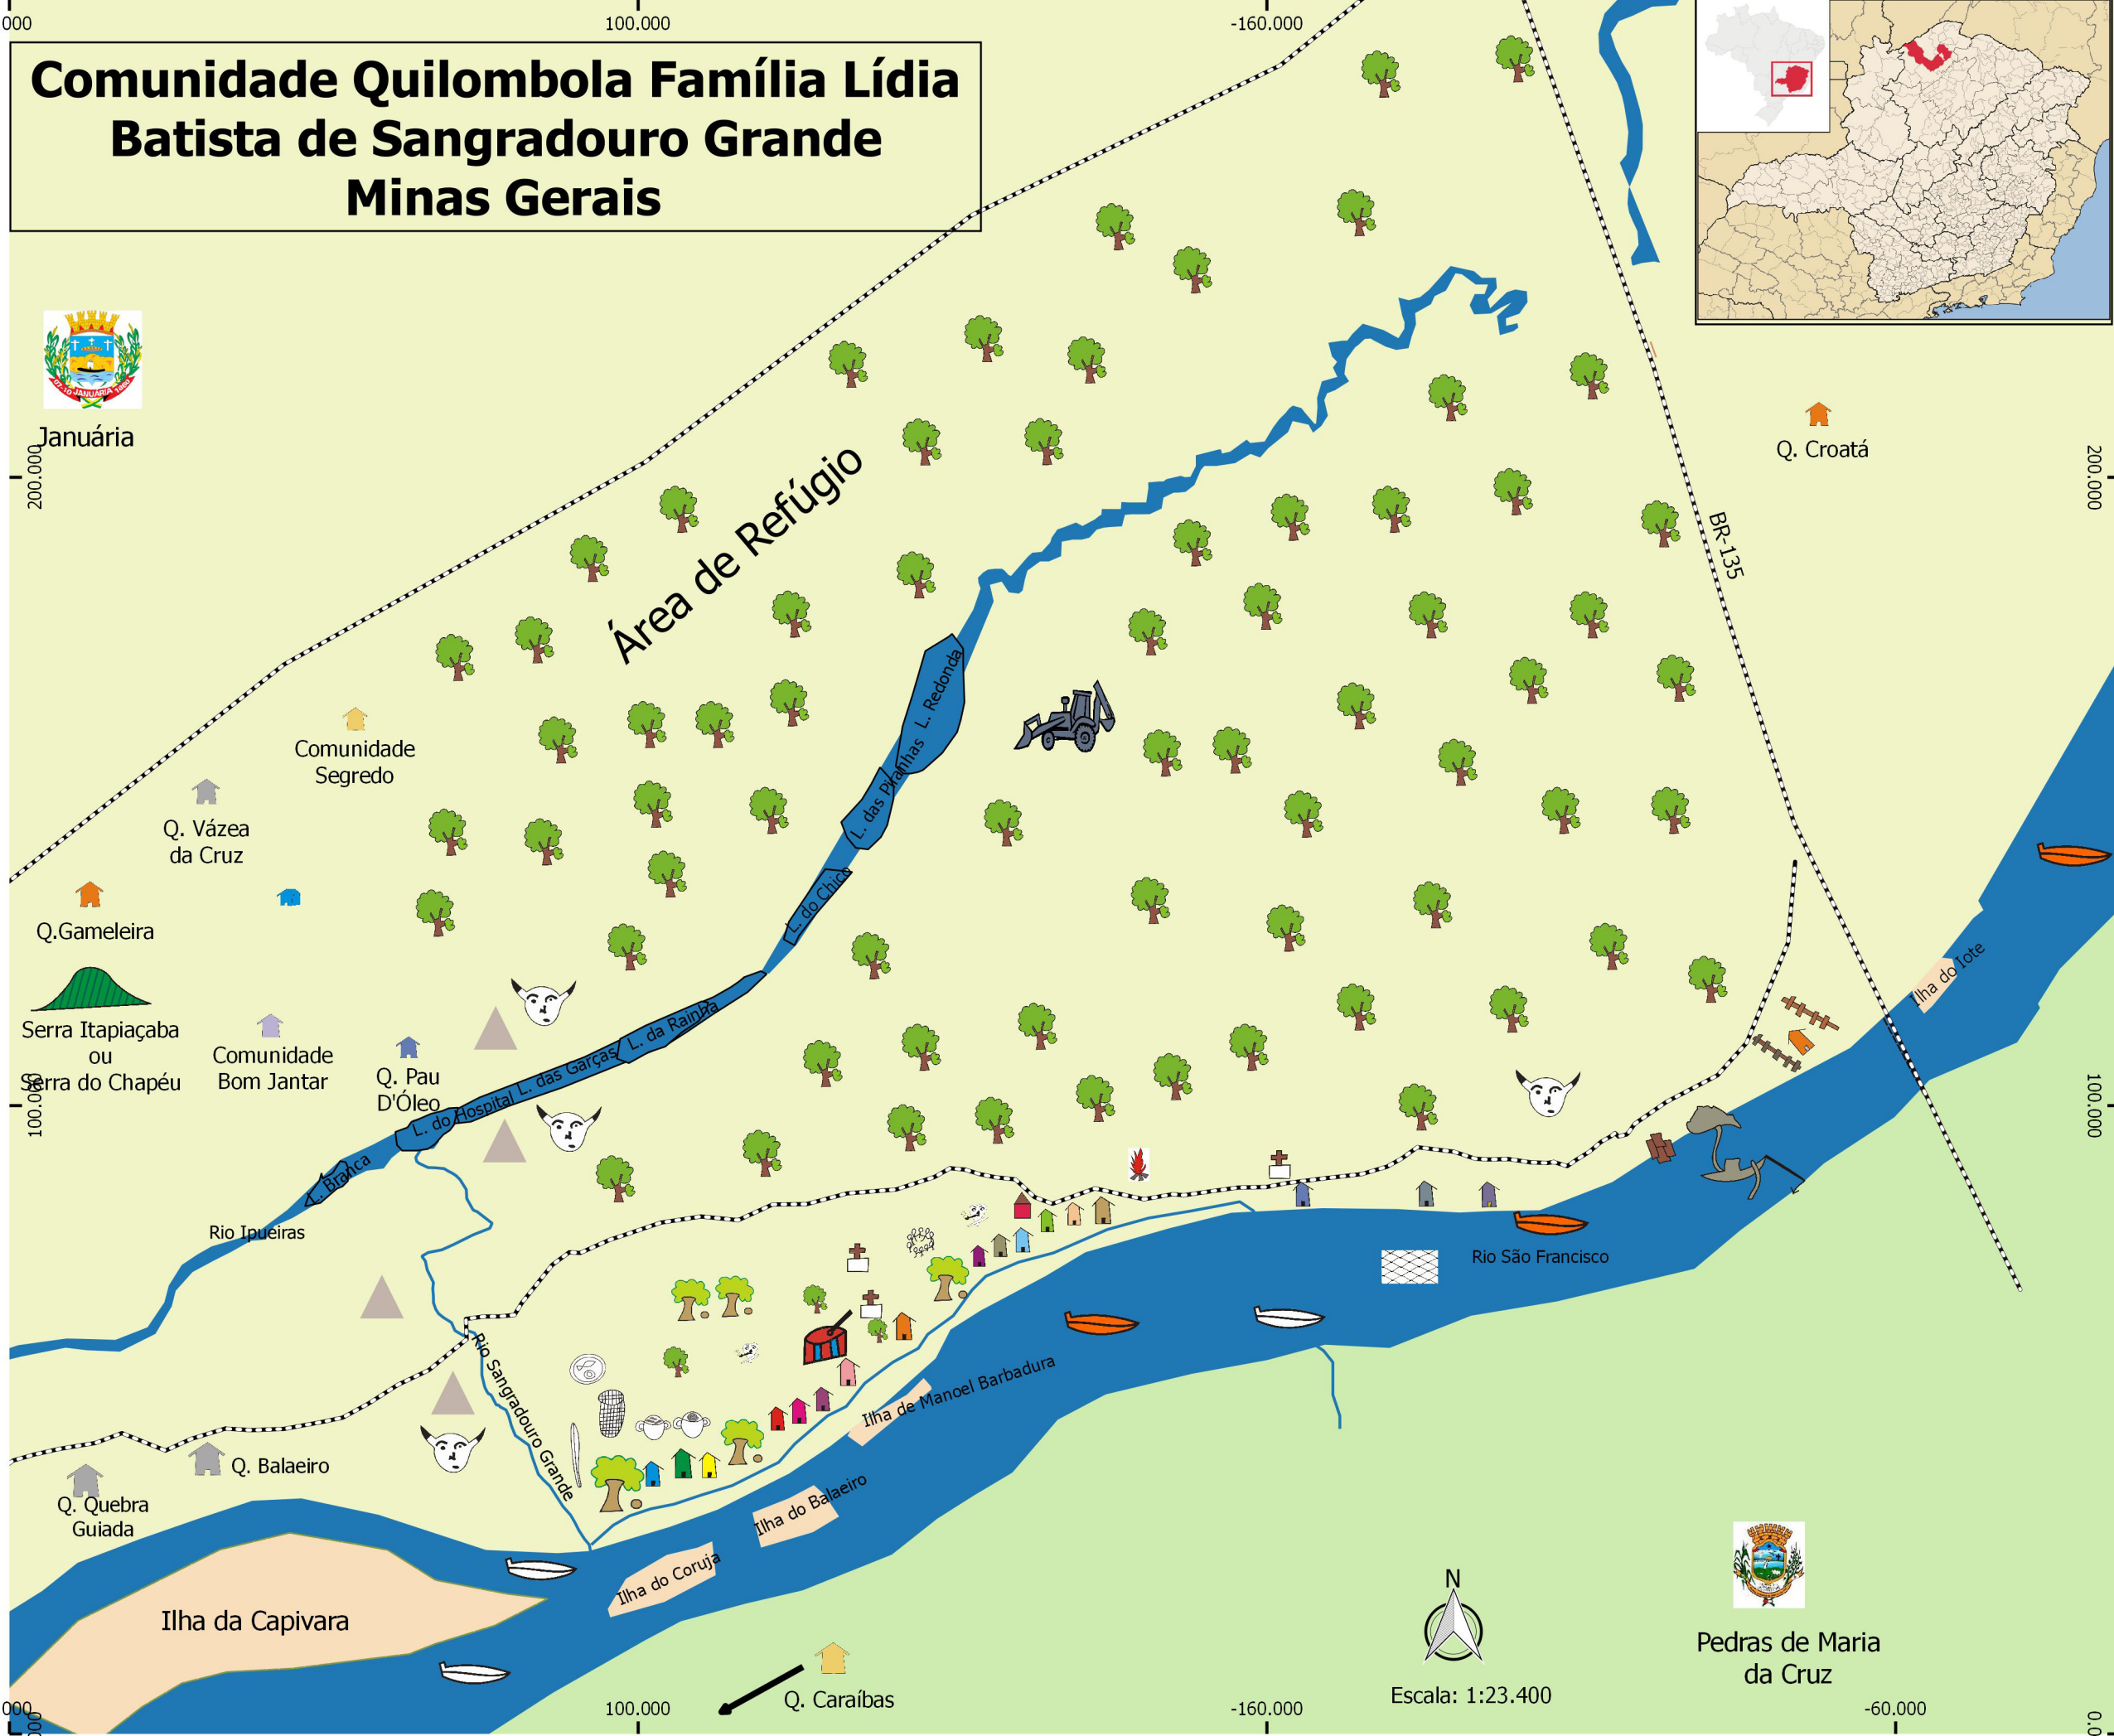 000
100.000
-160.000
Comunidade Quilombola Família Lídia
Batista de Sangradouro Grande
Minas Gerais
Januária
200.000
200.000
Área de Refúgio
Q. Croatá
BR-135
Comunidade
Segredo
Q. Vázea
da Cruz
Q.Gameleira
Serra Itapiaçaba
ou
Serra do Chapéu
Comunidade
Bom Jantar
Q. Pau
D'Óleo
L. Redonda
L. das Piranhas
L. do Chico
L. da Rainha
L. das Garças
L. do Hospital
L. Branca
Rio Ipueiras
100.000
100.000
Ilha do Iote
Rio São Francisco
Rio Sangradouro Grande
Ilha de Manoel Barbadura
Ilha do Balaeiro
Ilha do Coruja
Q. Balaeiro
Q. Quebra
Guiada
Ilha da Capivara
Q. Caraíbas
N
Escala: 1:23.400
Pedras de Maria
da Cruz
000
100.000
-160.000
-60.000
0.0